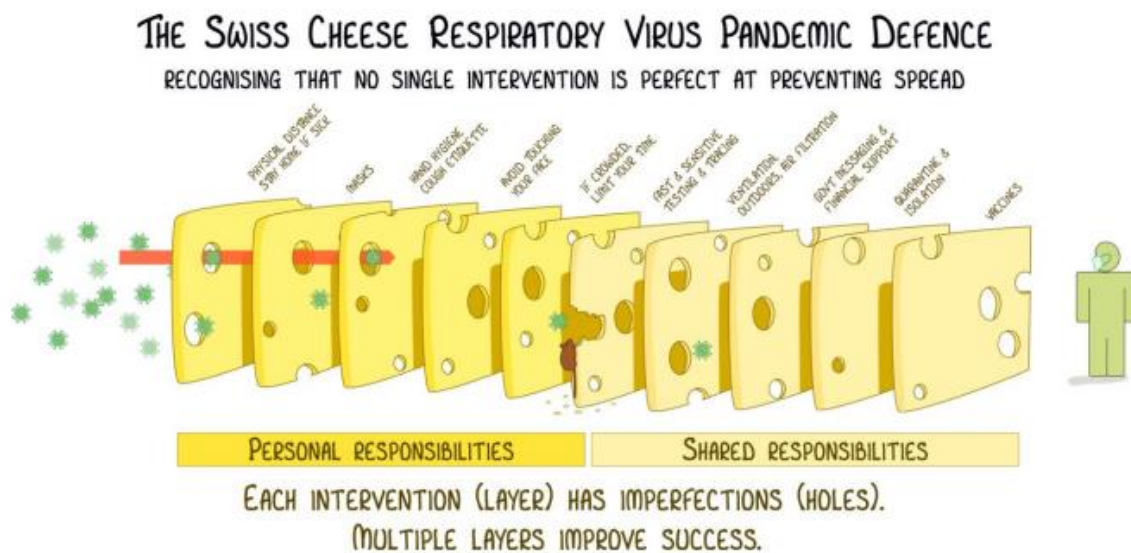 THE SWISS CHEESE RESPIRATORY VIRUS PANDEMIC DEFENCE
RECOGNISING THAT NO SINGLE INTERVENTION IS PERFECT AT PREVENTING SPREAD
PHYSICAL DISTANCE
STAY HOME IF SICK
MASKS
HAND HYGIENE
COUGH ETIQUETTE
AVOID TOUCHING
YOUR FACE
IF CROWDED,
LIMIT YOUR TIME
FAST & SENSITIVE
TESTING & TRACING
VENTILATION,
OUTDOORS, AIR FILTRATION
GOVT MESSAGING &
FINANCIAL SUPPORT
QUARANTINE &
ISOLATION
VACCINES
PERSONAL RESPONSIBILITIES
SHARED RESPONSIBILITIES
EACH INTERVENTION (LAYER) HAS IMPERFECTIONS (HOLES).
MULTIPLE LAYERS IMPROVE SUCCESS.